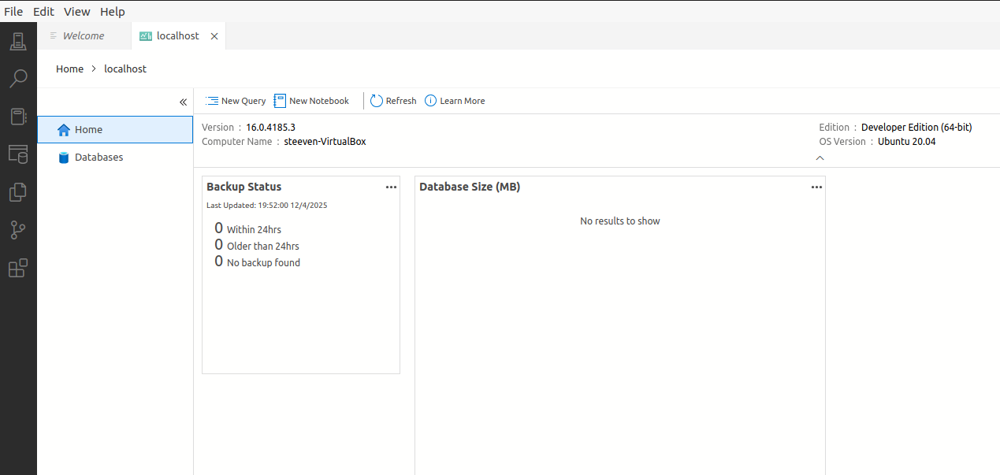 File Edit View Help
Welcome localhost
Home localhost
New Query New Notebook Refresh Learn More
Home
Databases
Version : 16.0.4185.3
Computer Name : steeven-VirtualBox
Edition : Developer Edition (64-bit)
OS Version : Ubuntu 20.04
Backup Status
Last Updated: 19:52:00 12/4/2025
0 Within 24hrs
0 Older than 24hrs
0 No backup found
Database Size (MB)
No results to show